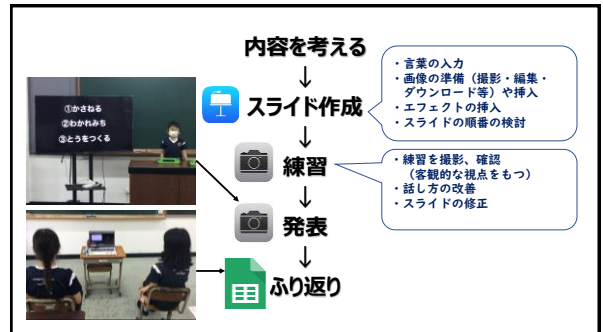 内容を考える
↓
スライド作成
・言葉の入力
・画像の準備（撮影・編集・
ダウンロード等）や挿入
・エフェクトの挿入
・スライドの順番の検討
↓
練習
・練習を撮影、確認
（客観的な視点をもつ）
・話し方の改善
・スライドの修正
↓
発表
↓
ふり返り
①かさねる
②わかれみち
③とうをつくる